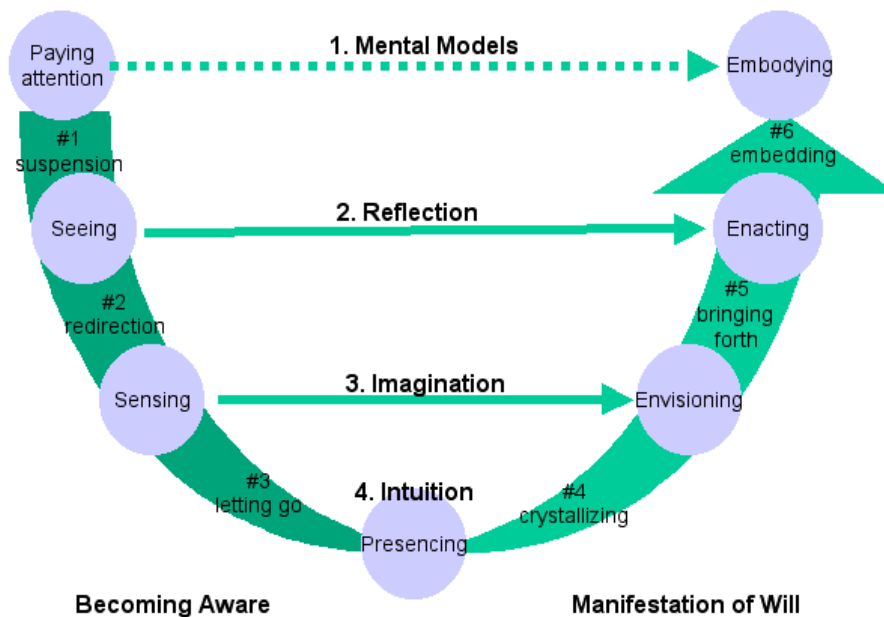 Paying
attention
1. Mental Models
Embodying
#1
suspension
#6
embedding
Seeing
2. Reflection
Enacting
#2
redirection
#5
bringing
forth
Sensing
3. Imagination
Envisioning
#3
letting go
4. Intuition
#4
crystallizing
Presencing
Becoming Aware
Manifestation of Will